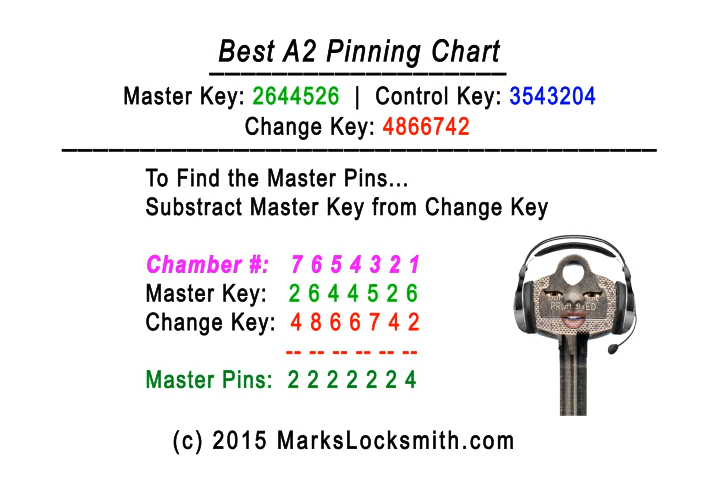 Best A2 Pinning Chart
Master Key: 2644526 | Control Key: 3543204
Change Key: 4866742
To Find the Master Pins...
Substract Master Key from Change Key
Chamber #: 7 6 5 4 3 2 1
Master Key: 2 6 4 4 5 2 6
Change Key: 4 8 6 6 7 4 2
-- -- -- -- -- --
Master Pins: 2 2 2 2 2 2 4
PROHIBITED
(c) 2015 MarksLocksmith.com